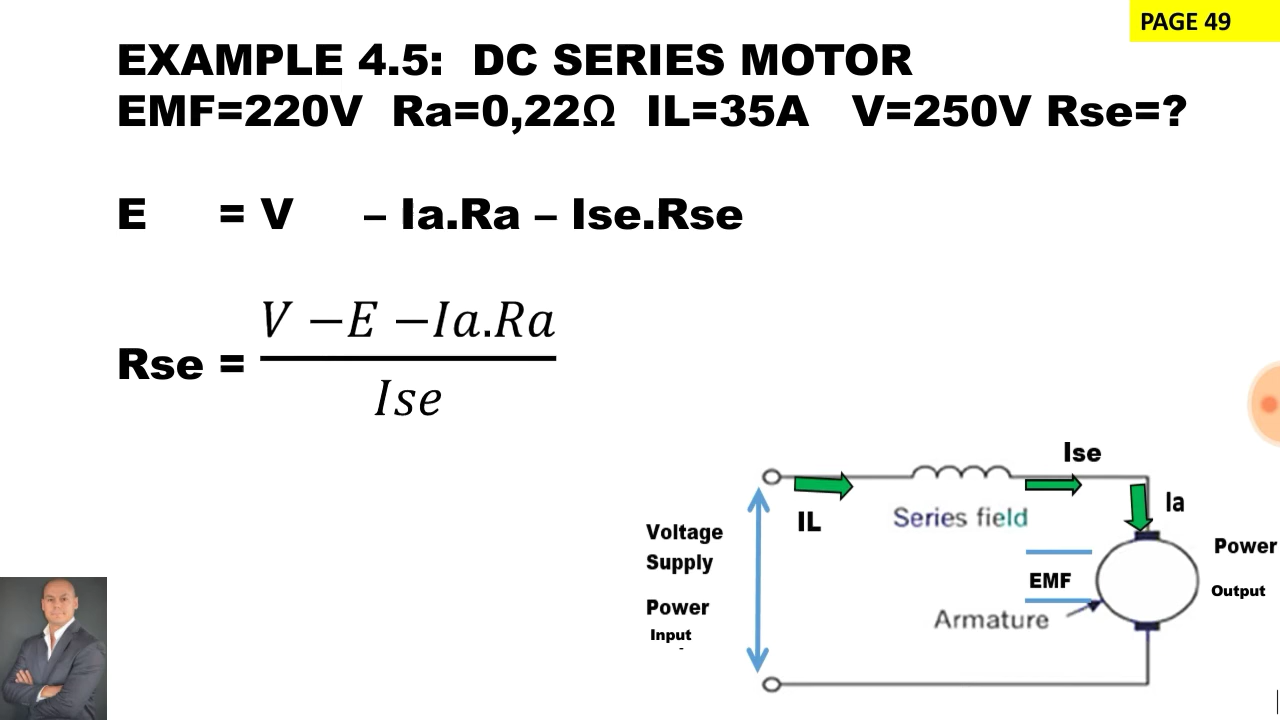 PAGE 49
EXAMPLE 4.5: DC SERIES MOTOR
EMF=220V Ra=0,22Ω IL=35A V=250V Rse=?
E = V – Ia.Ra – Ise.Rse
V −E −Ia.Ra
Rse =
Ise
Ise
IL
Series field
Ia
Voltage
Supply
Power
Input
EMF
Armature
Power
Output